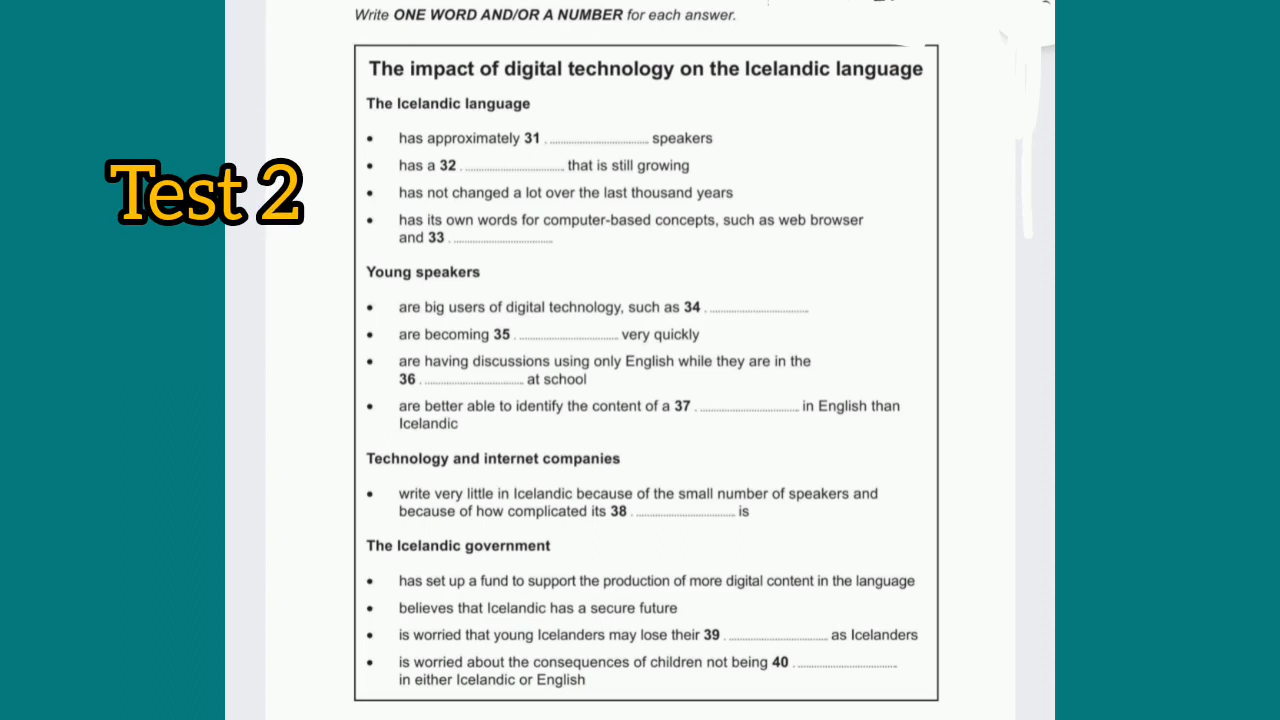 Write ONE WORD AND/OR A NUMBER for each answer.
The impact of digital technology on the Icelandic language
The Icelandic language
• has approximately 31 .......................... speakers
• has a 32 .......................... that is still growing
• has not changed a lot over the last thousand years
• has its own words for computer-based concepts, such as web browser
and 33 ..........................
Test 2
Young speakers
• are big users of digital technology, such as 34 ..........................
• are becoming 35 .......................... very quickly
• are having discussions using only English while they are in the
36 .......................... at school
• are better able to identify the content of a 37 .......................... in English than
Icelandic
Technology and internet companies
• write very little in Icelandic because of the small number of speakers and
because of how complicated its 38 .......................... is
The Icelandic government
• has set up a fund to support the production of more digital content in the language
• believes that Icelandic has a secure future
• is worried that young Icelanders may lose their 39 .......................... as Icelanders
• is worried about the consequences of children not being 40 ..........................
in either Icelandic or English